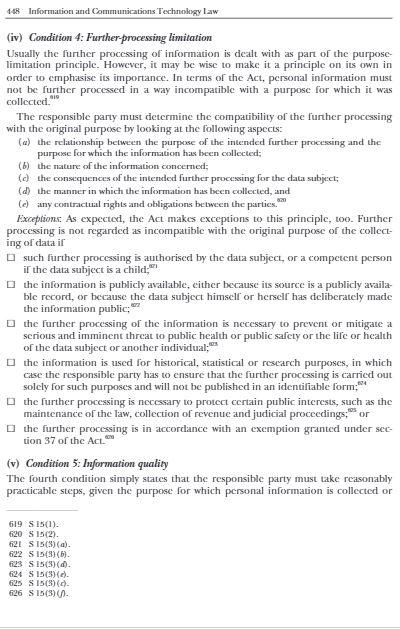 448 Information and Communications Technology Law
(iv) Condition 4: Further-processing limitation
Usually the further processing of information is dealt with as part of the purpose-
limitation principle. However, it may be wise to make it a principle on its own in
order to emphasise its importance. In terms of the Act, personal information must
not be further processed in a way incompatible with a purpose for which it was
collected.619
The responsible party must determine the compatibility of the further processing
with the original purpose by looking at the following aspects:
(a) the relationship between the purpose of the intended further processing and the
purpose for which the information has been collected;
(b) the nature of the information concerned;
(c) the consequences of the intended further processing for the data subject;
(d) the manner in which the information has been collected, and
(e) any contractual rights and obligations between the parties.620
Exceptions: As expected, the Act makes exceptions to this principle, too. Further
processing is not regarded as incompatible with the original purpose of the collect-
ing of data if
☐ such further processing is authorised by the data subject, or a competent person
if the data subject is a child;621
☐ the information is publicly available, either because its source is a publicly availa-
ble record, or because the data subject himself or herself has deliberately made
the information public;622
☐ the further processing of the information is necessary to prevent or mitigate a
serious and imminent threat to public health or public safety or the life or health
of the data subject or another individual;623
☐ the information is used for historical, statistical or research purposes, in which
case the responsible party has to ensure that the further processing is carried out
solely for such purposes and will not be published in an identifiable form;624
☐ the further processing is necessary to protect certain public interests, such as the
maintenance of the law, collection of revenue and judicial proceedings;625 or
☐ the further processing is in accordance with an exemption granted under sec-
tion 37 of the Act.626
(v) Condition 5: Information quality
The fourth condition simply states that the responsible party must take reasonably
practicable steps, given the purpose for which personal information is collected or
619 S 15(1).
620 S 15(2).
621 S 15(3)(a).
622 S 15(3)(b).
623 S 15(3)(d).
624 S 15(3)(e).
625 S 15(3)(c).
626 S 15(3)(f).